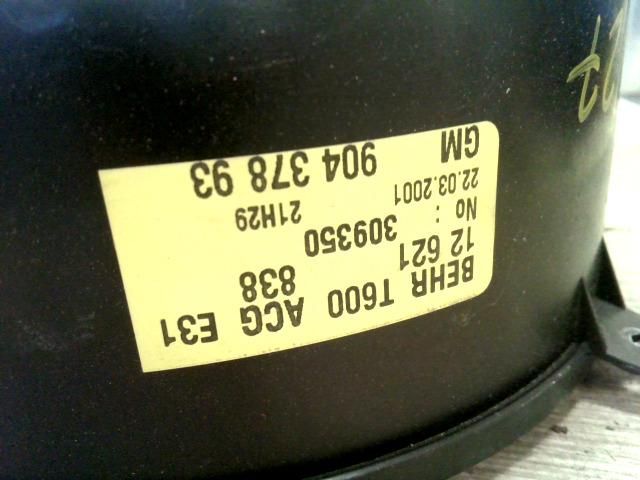 BEHR T600 ACG E31
12 621 838
No : 309350
22.03.2001 21H29
GM 904 378 93